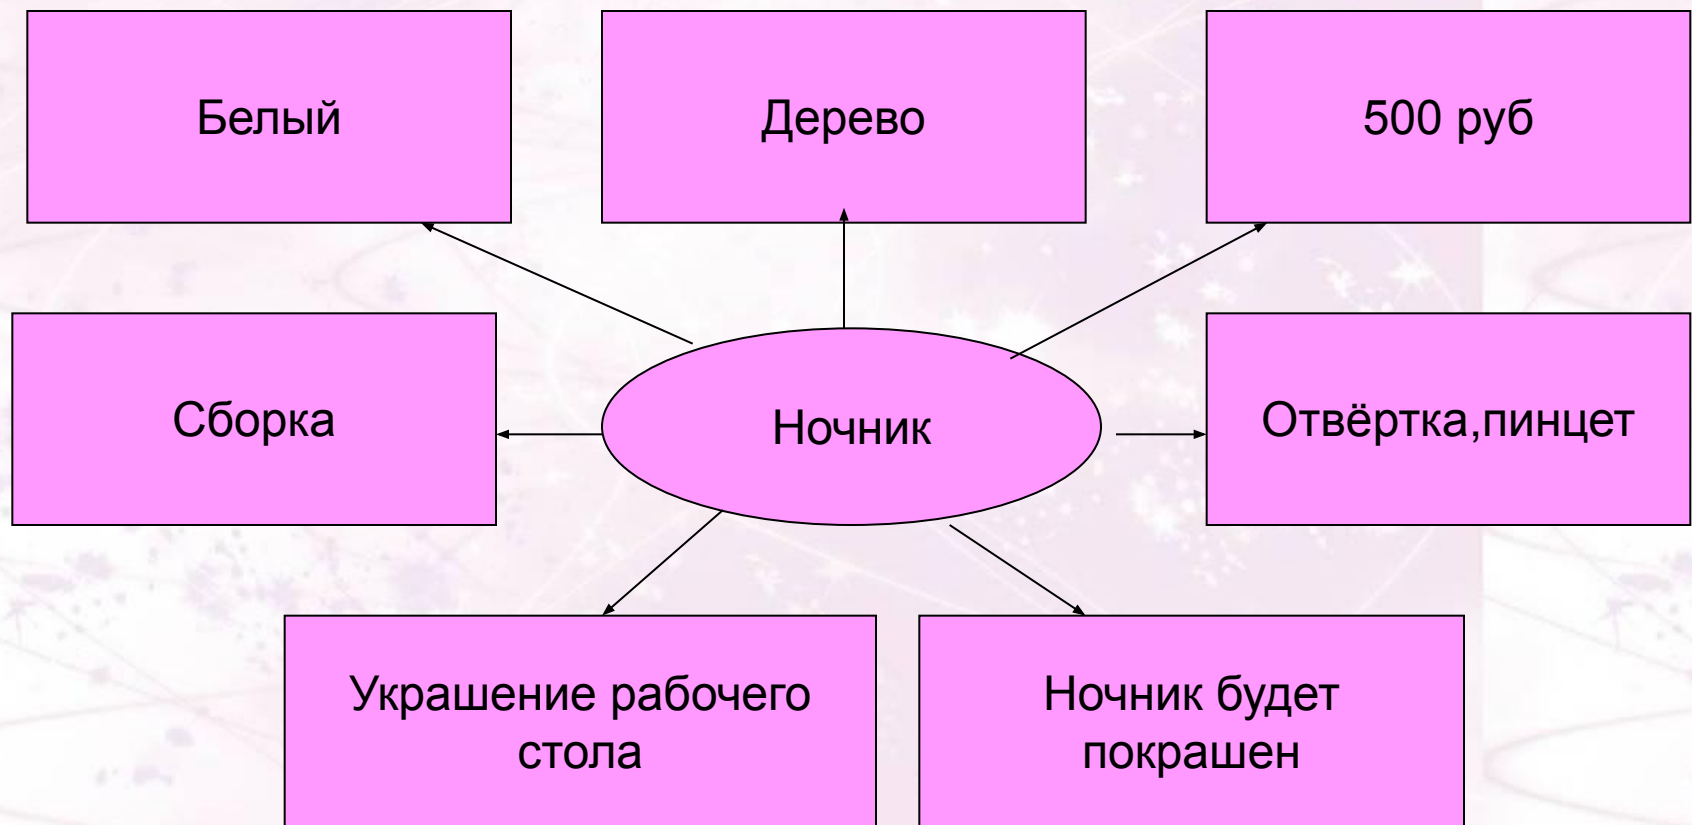 Белый
Дерево
500 руб
Сборка
Ночник
Отвёртка,пинцет
Украшение рабочего
стола
Ночник будет
покрашен